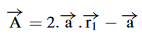 A⃗ = 2. a⃗ . r⃗₁ − a⃗